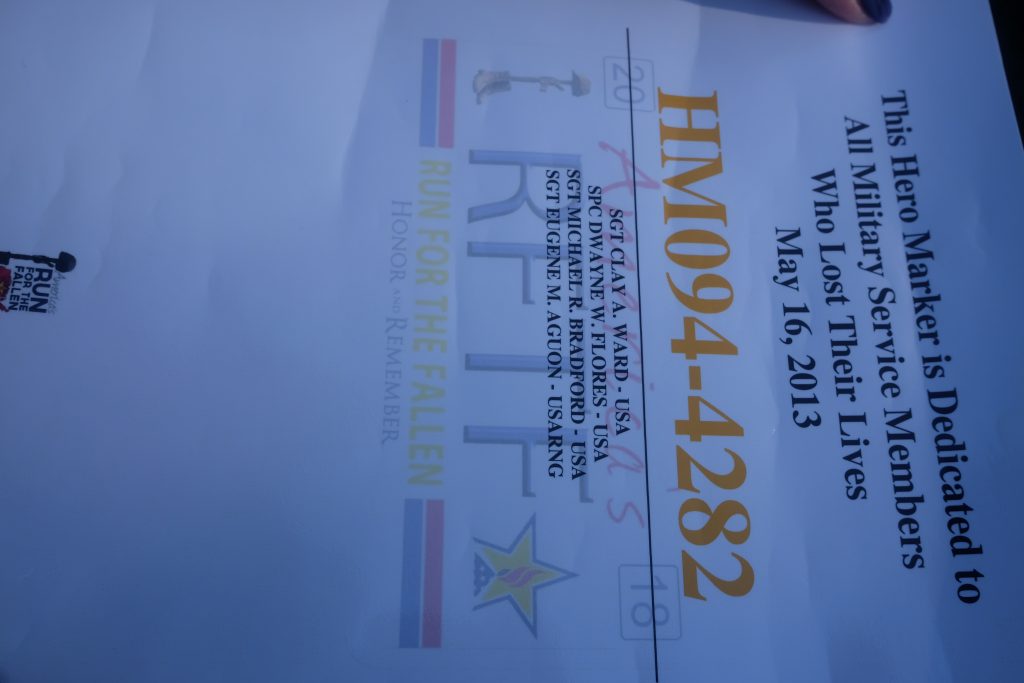 This Hero Marker is Dedicated to
All Military Service Members
Who Lost Their Lives
May 16, 2013
HM094-4282
20 18
America's
SGT CLAY A. WARD - USA
SPC DWAYNE W. FLORES - USA
SGT MICHAEL R. BRADFORD - USA
SGT EUGENE M. AGUON - USARNG
RFTF
RUN FOR THE FALLEN
HONOR AND REMEMBER
America's
RUN
FOR THE
FALLEN